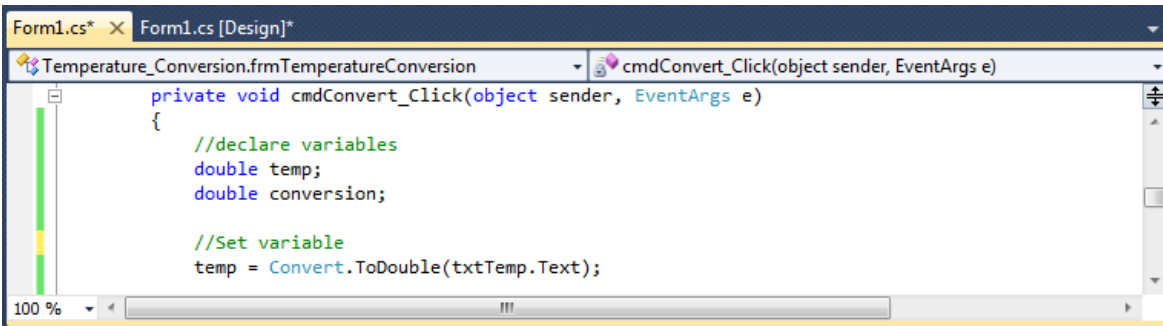 Form1.cs* X Form1.cs [Design]*
Temperature_Conversion.frmTemperatureConversion cmdConvert_Click(object sender, EventArgs e)
private void cmdConvert_Click(object sender, EventArgs e)
{
//declare variables
double temp;
double conversion;
//Set variable
temp = Convert.ToDouble(txtTemp.Text);
100 %